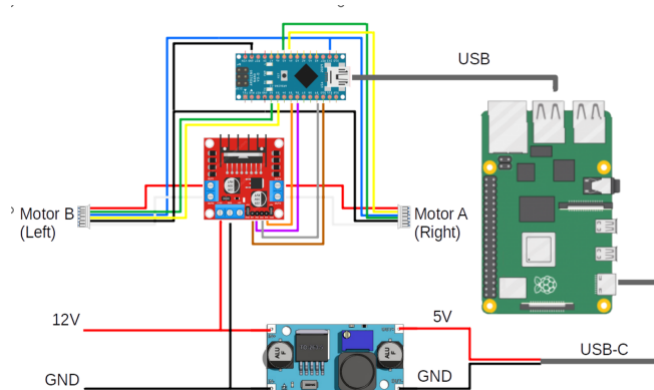 USB
Motor B
(Left)
Motor A
(Right)
12V
5V
USB-C
GND
GND